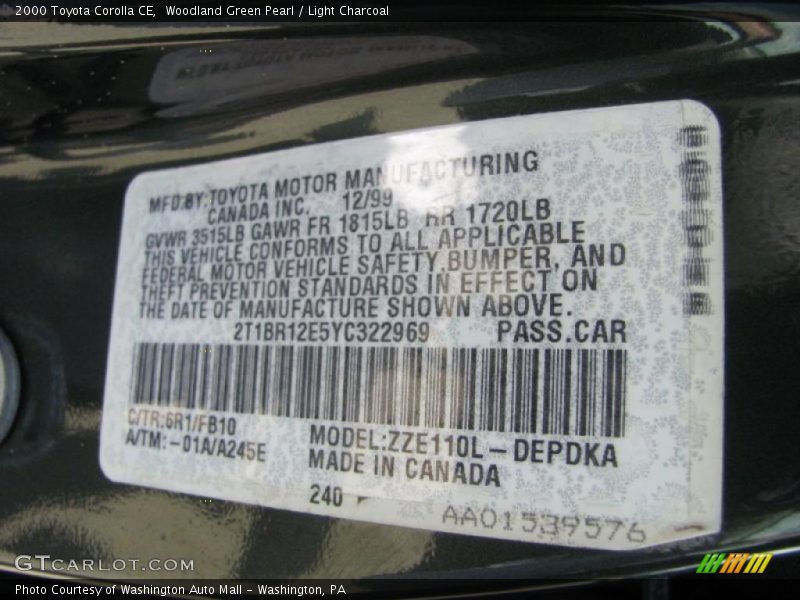 2000 Toyota Corolla CE, Woodland Green Pearl / Light Charcoal
MFD.BY:TOYOTA MOTOR MANUFACTURING
CANADA INC. 12/99
GVWR 3515LB GAWR FR 1815LB RR 1720LB
THIS VEHICLE CONFORMS TO ALL APPLICABLE
FEDERAL MOTOR VEHICLE SAFETY,BUMPER, AND
THEFT PREVENTION STANDARDS IN EFFECT ON
THE DATE OF MANUFACTURE SHOWN ABOVE.
2T1BR12E5YC322969 PASS.CAR
C/TR:6R1/FB10
A/TM:-01A/A245E
MODEL:ZZE110L-DEPDKA
MADE IN CANADA
240
AA01539576
GTCARLOT.COM
Photo Courtesy of Washington Auto Mall - Washington, PA